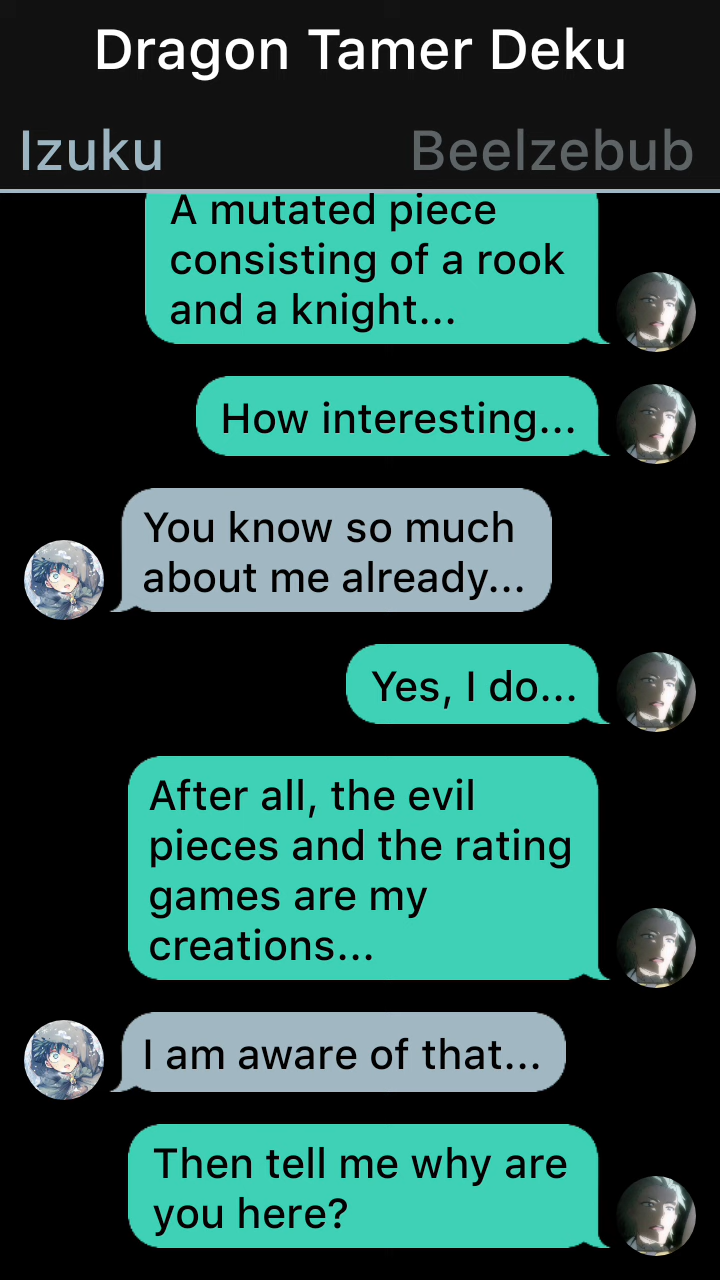 Dragon Tamer Deku
Izuku
Beelzebub
A mutated piece
consisting of a rook
and a knight...
How interesting...
You know so much
about me already...
Yes, I do...
After all, the evil
pieces and the rating
games are my
creations...
I am aware of that...
Then tell me why are
you here?